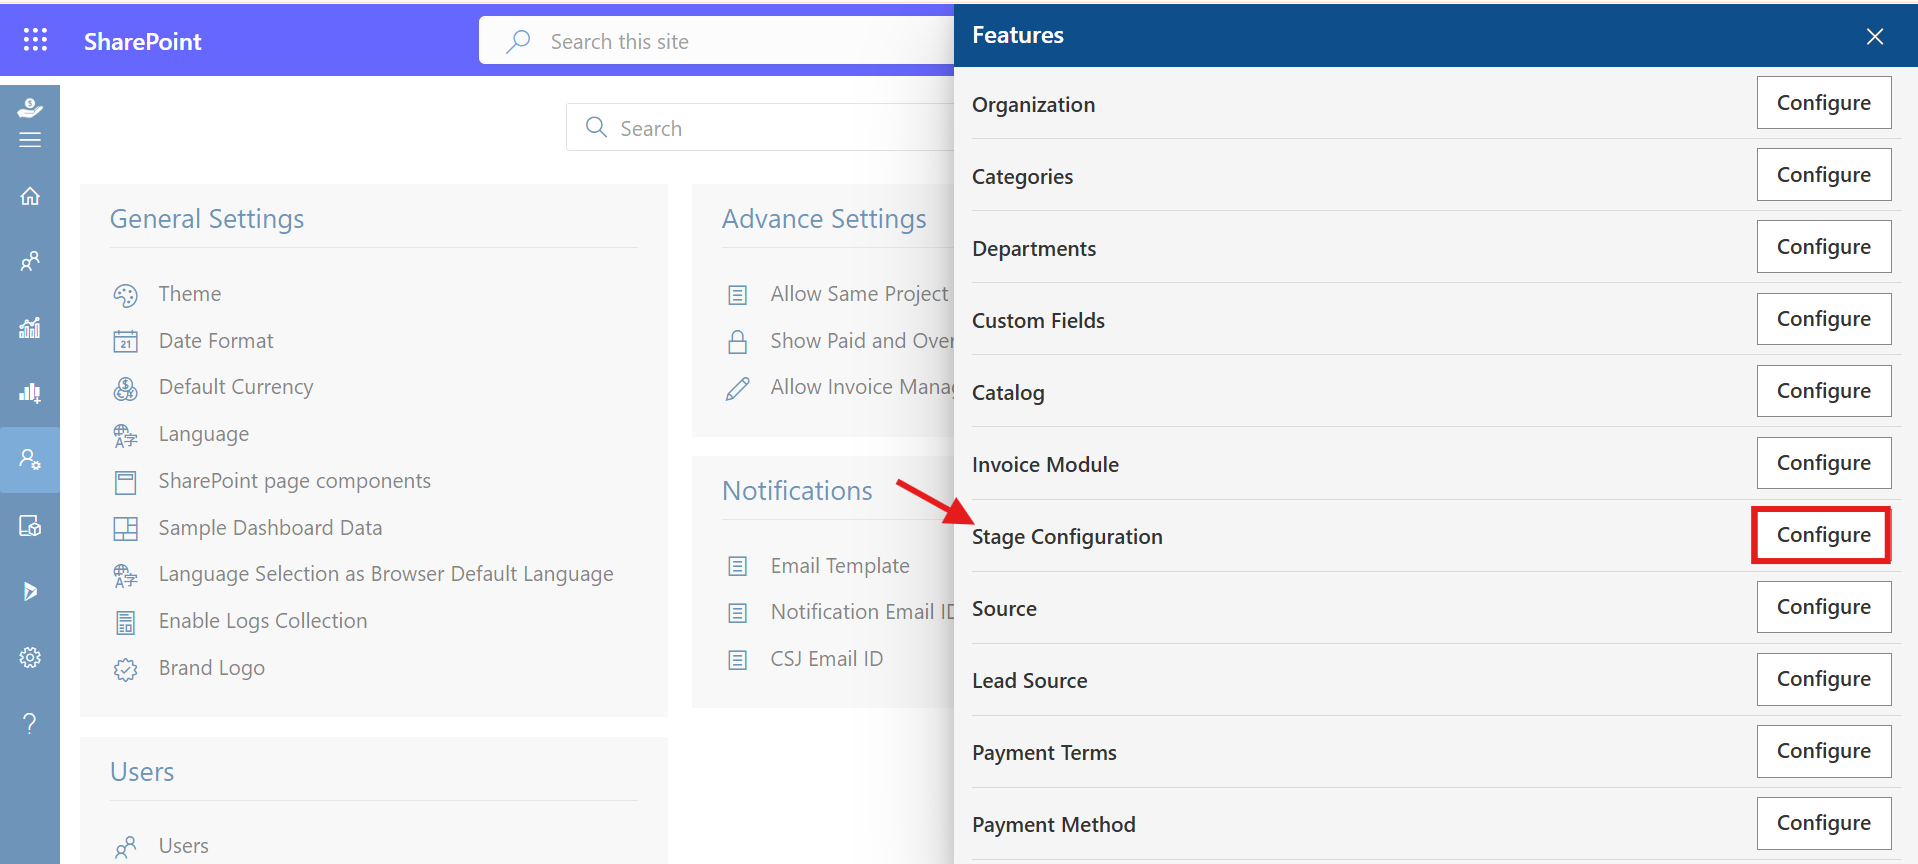 SharePoint
Search this site
Features
Search
Organization Configure
Categories Configure
Departments Configure
Custom Fields Configure
Catalog Configure
Invoice Module Configure
Stage Configuration Configure
Source Configure
Lead Source Configure
Payment Terms Configure
Payment Method Configure
General Settings
Theme
21
Date Format
Default Currency
Language
SharePoint page components
Sample Dashboard Data
Language Selection as Browser Default Language
Enable Logs Collection
Brand Logo
Users
Users
Advance Settings
Allow Same Project
Show Paid and Over
Allow Invoice Mana
Notifications
Email Template
Notification Email ID
CSJ Email ID